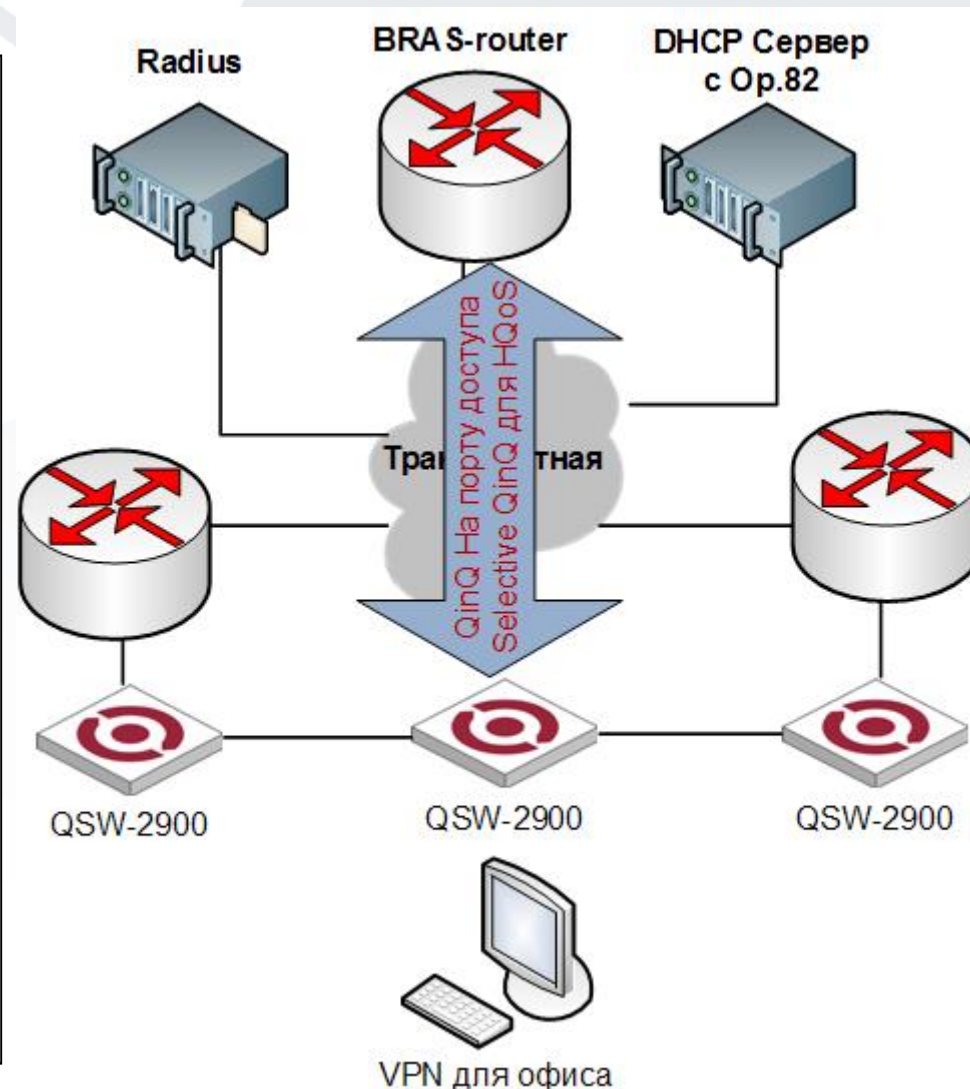 Radius
BRAS-router
DHCP Сервер
с Op.82
QinQ На порту доступа
Selective QinQ для HQoS
QSW-2900
QSW-2900
QSW-2900
VPN для офиса